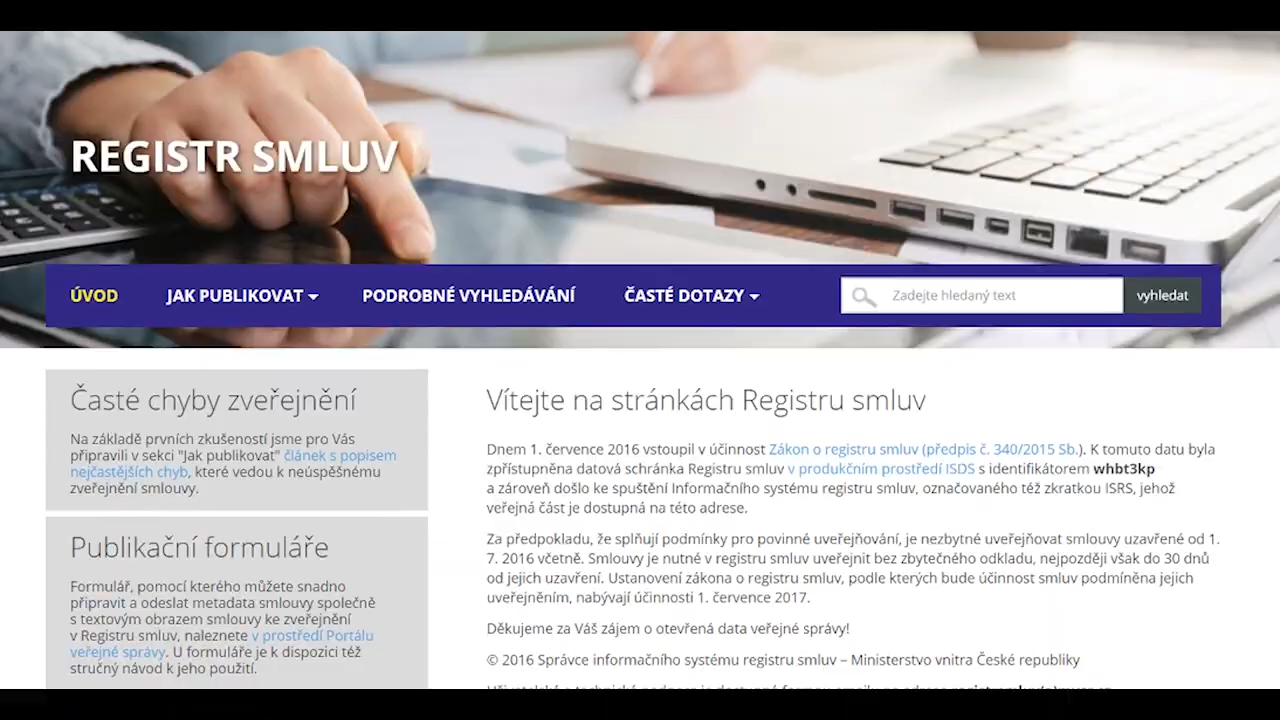 REGISTR SMLUV
ÚVOD JAK PUBLIKOVAT PODROBNÉ VYHLEDÁVÁNÍ ČASTÉ DOTAZY Zadejte hledaný text vyhledat
Časté chyby zveřejnění
Na základě prvních zkušeností jsme pro Vás
připravili v sekci "Jak publikovat" článek s popisem
nejčastějších chyb, které vedou k neúspěšnému
zveřejnění smlouvy.
Publikační formuláře
Formulář, pomocí kterého můžete snadno
připravit a odeslat metadata smlouvy společně
s textovým obrazem smlouvy ke zveřejnění
v Registru smluv, naleznete v prostředí Portálu
veřejné správy. U formuláře je k dispozici též
stručný návod k jeho použití.
Vítejte na stránkách Registru smluv
Dnem 1. července 2016 vstoupil v účinnost Zákon o registru smluv (předpis č. 340/2015 Sb.). K tomuto datu byla
zpřístupněna datová schránka Registru smluv v produkčním prostředí ISDS s identifikátorem whbt3kp
a zároveň došlo ke spuštění Informačního systému registru smluv, označovaného též zkratkou ISRS, jehož
veřejná část je dostupná na této adrese.
Za předpokladu, že splňují podmínky pro povinné uveřejňování, je nezbytné uveřejňovat smlouvy uzavřené od 1.
7. 2016 včetně. Smlouvy je nutné v registru smluv uveřejnit bez zbytečného odkladu, nejpozději však do 30 dnů
od jejich uzavření. Ustanovení zákona o registru smluv, podle kterých bude účinnost smluv podmíněna jejich
uveřejněním, nabývají účinnosti 1. července 2017.
Děkujeme za Váš zájem o otevřená data veřejné správy!
© 2016 Správce informačního systému registru smluv – Ministerstvo vnitra České republiky